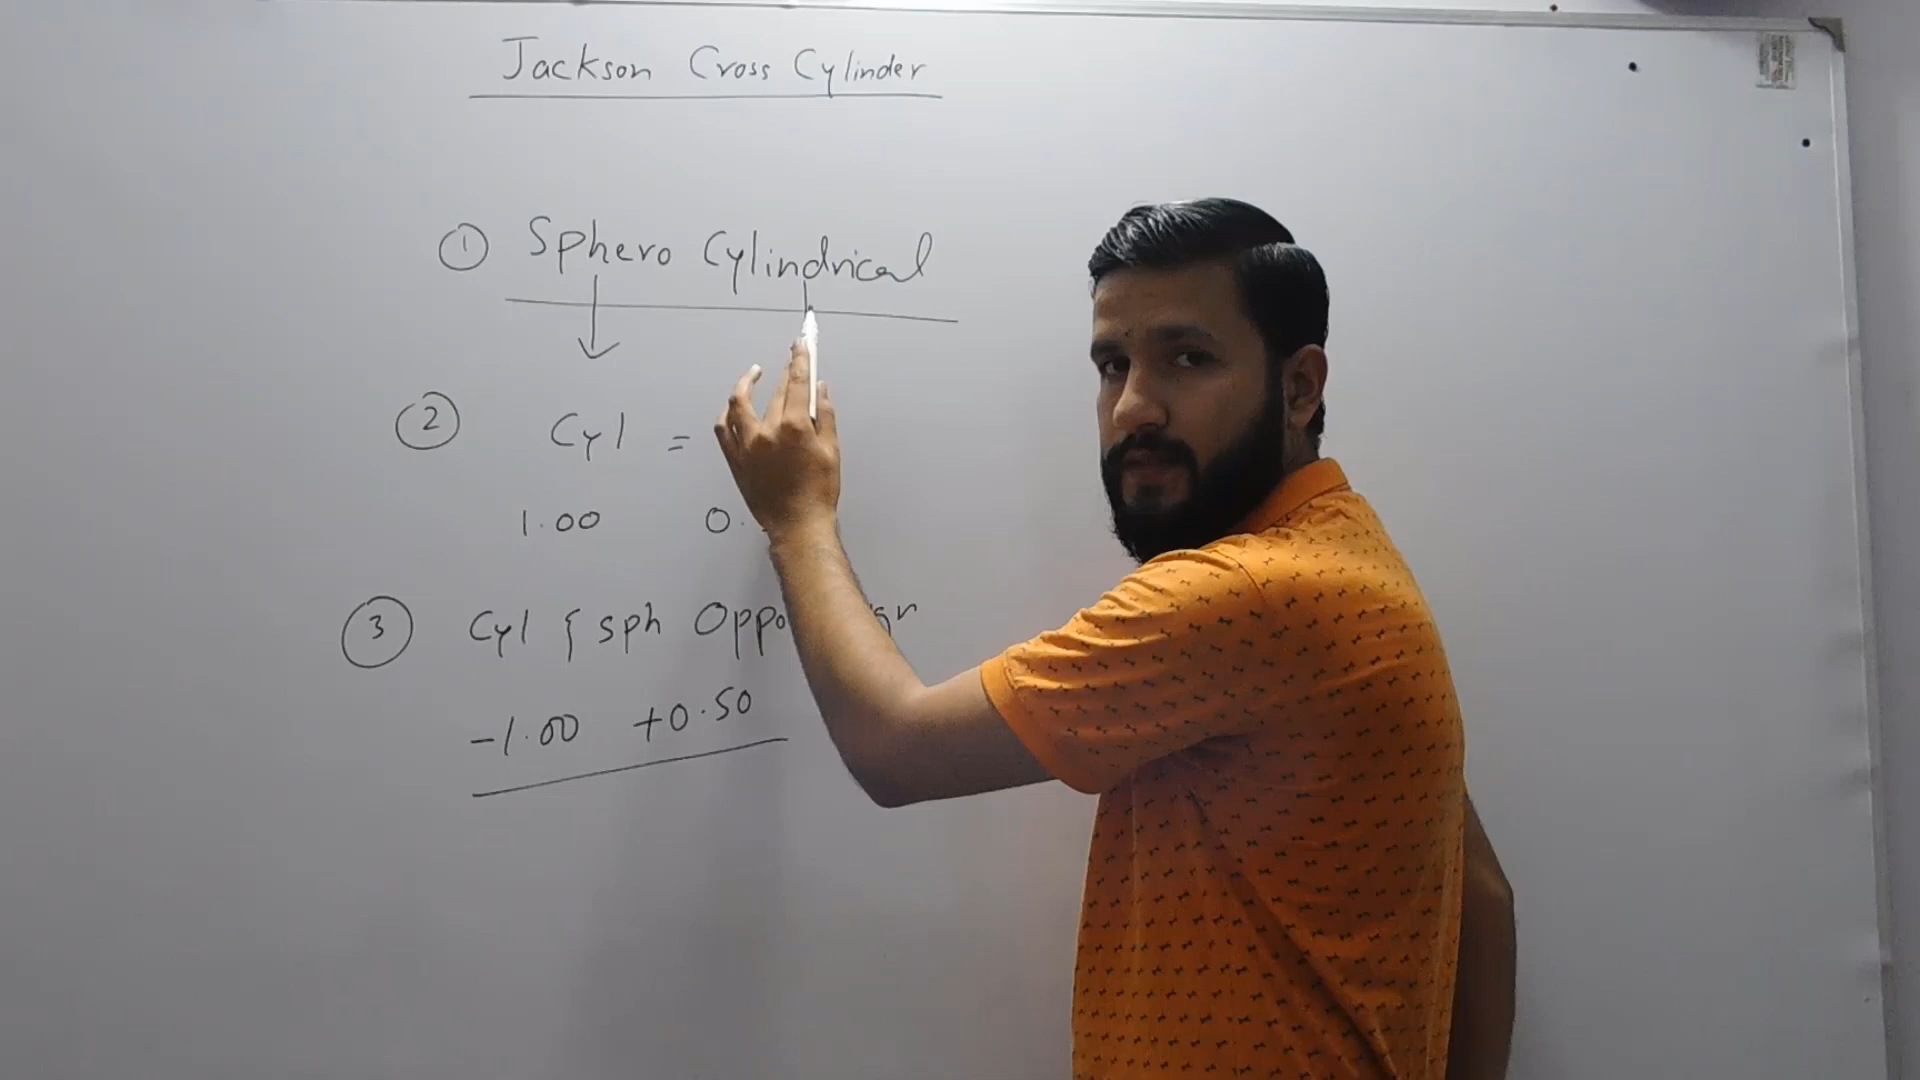 Jackson Cross Cylinder
① Sphero Cylindrical
② Cyl =
1.00 0.
③ Cyl { sph Oppo
-1.00 +0.50